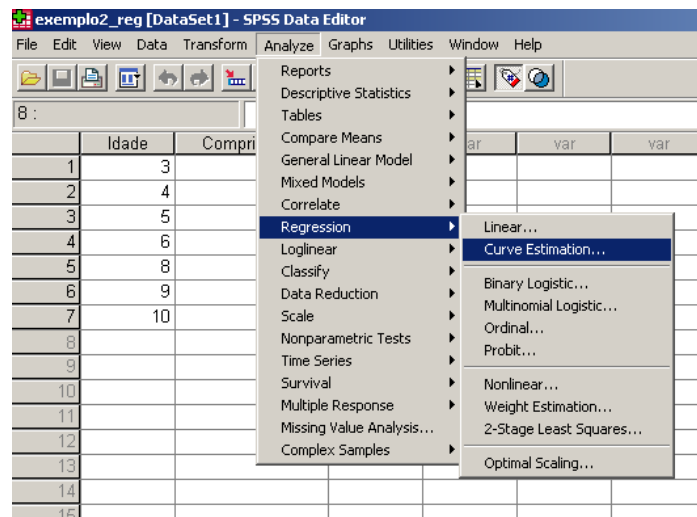 exemplo2_reg [DataSet1] - SPSS Data Editor
File Edit View Data Transform Analyze Graphs Utilities Window Help
8 :
Idade Compri ar var var
1 3
2 4
3 5
4 6
5 8
6 9
7 10
8
9
10
11
12
13
14
15
Reports
Descriptive Statistics
Tables
Compare Means
General Linear Model
Mixed Models
Correlate
Regression
Loglinear
Classify
Data Reduction
Scale
Nonparametric Tests
Time Series
Survival
Multiple Response
Missing Value Analysis...
Complex Samples
Linear...
Curve Estimation...
Binary Logistic...
Multinomial Logistic...
Ordinal...
Probit...
Nonlinear...
Weight Estimation...
2-Stage Least Squares...
Optimal Scaling...